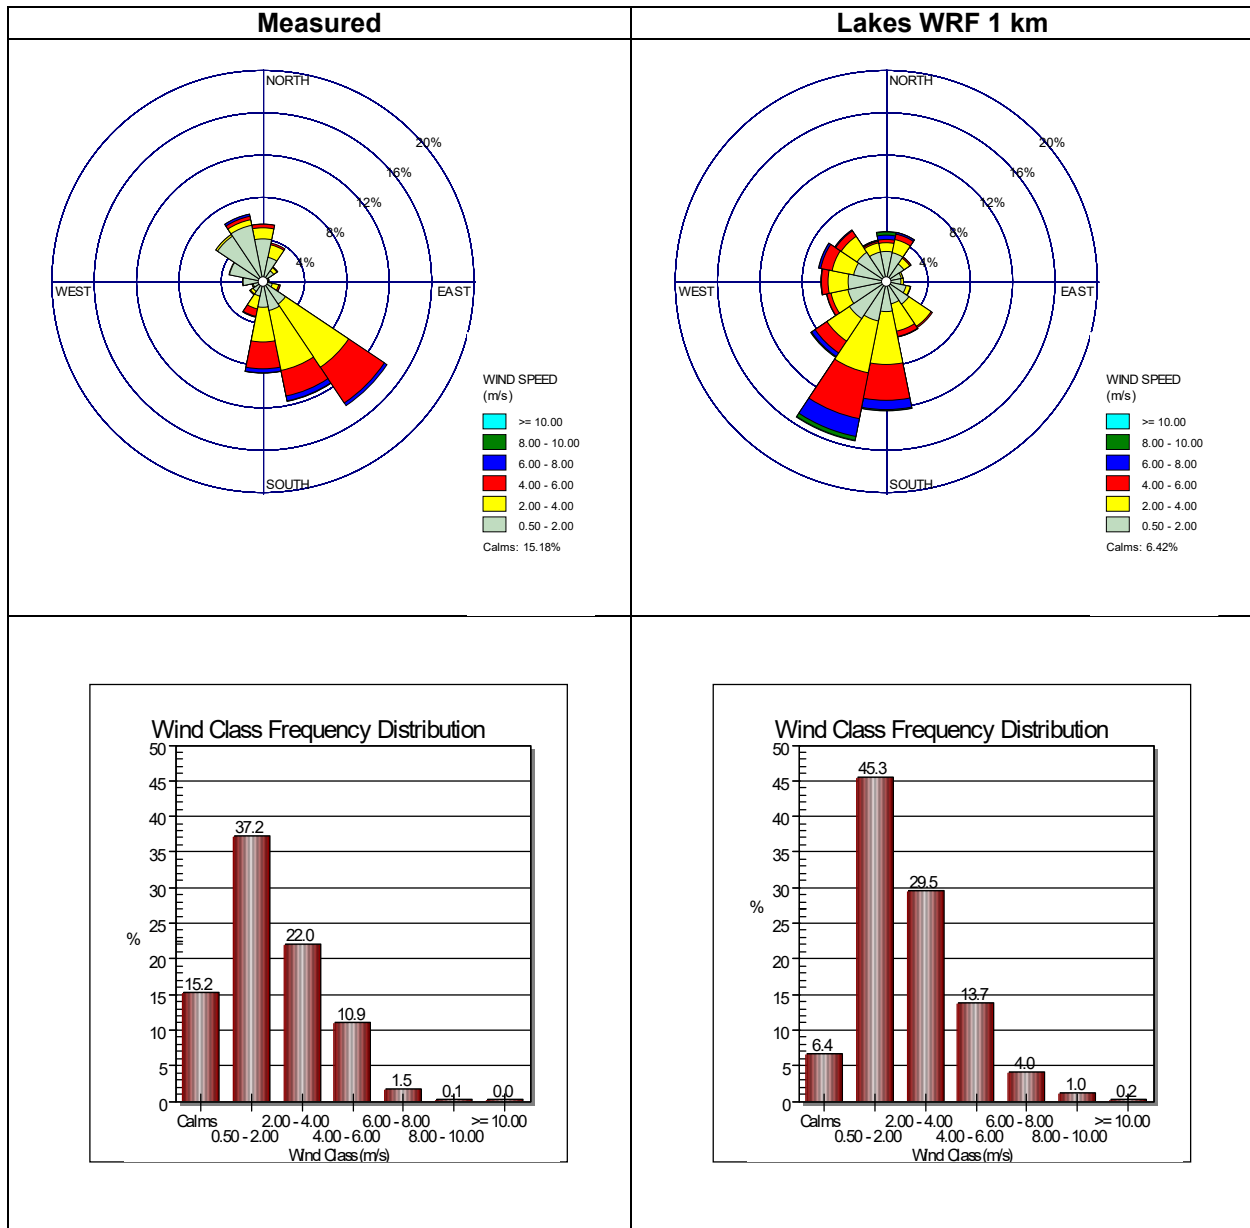 Measured
NORTH
20%
16%
12%
8%
4%
WEST
EAST
SOUTH
WIND SPEED
(m/s)
>= 10.00
8.00 - 10.00
6.00 - 8.00
4.00 - 6.00
2.00 - 4.00
0.50 - 2.00
Calms: 15.18%
Lakes WRF 1 km
NORTH
20%
16%
12%
8%
4%
WEST
EAST
SOUTH
WIND SPEED
(m/s)
>= 10.00
8.00 - 10.00
6.00 - 8.00
4.00 - 6.00
2.00 - 4.00
0.50 - 2.00
Calms: 6.42%
Wind Class Frequency Distribution
50
45
40
35
30
25
20
15
10
5
0
%
15.2
37.2
22.0
10.9
1.5
0.1
0.0
Calms
0.50 - 2.00
2.00 - 4.00
4.00 - 6.00
6.00 - 8.00
8.00 - 10.00
>= 10.00
Wind Class (m/s)
Wind Class Frequency Distribution
50
45
40
35
30
25
20
15
10
5
0
%
6.4
45.3
29.5
13.7
4.0
1.0
0.2
Calms
0.50 - 2.00
2.00 - 4.00
4.00 - 6.00
6.00 - 8.00
8.00 - 10.00
>= 10.00
Wind Class (m/s)